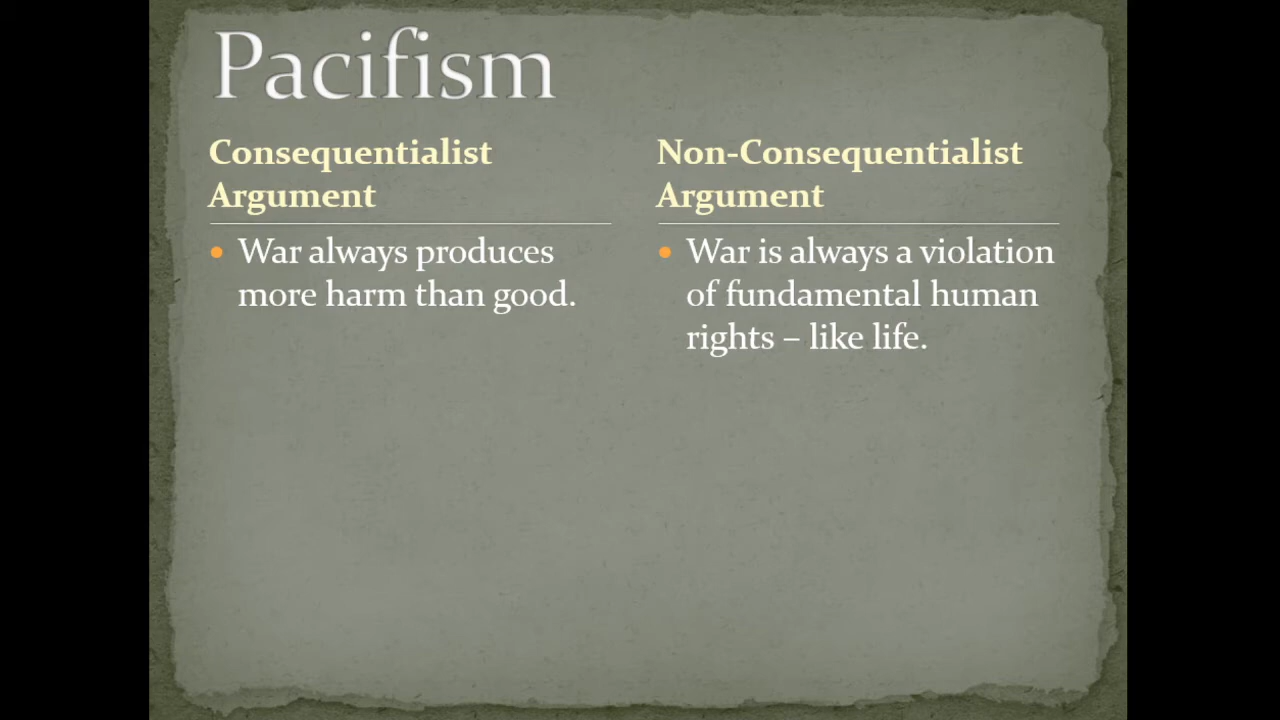 Pacifism
Consequentialist
Argument
• War always produces
more harm than good.
Non-Consequentialist
Argument
• War is always a violation
of fundamental human
rights – like life.